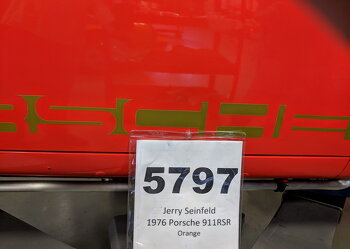 5797
Jerry Seinfeld
1976 Porsche 911RSR
Orange